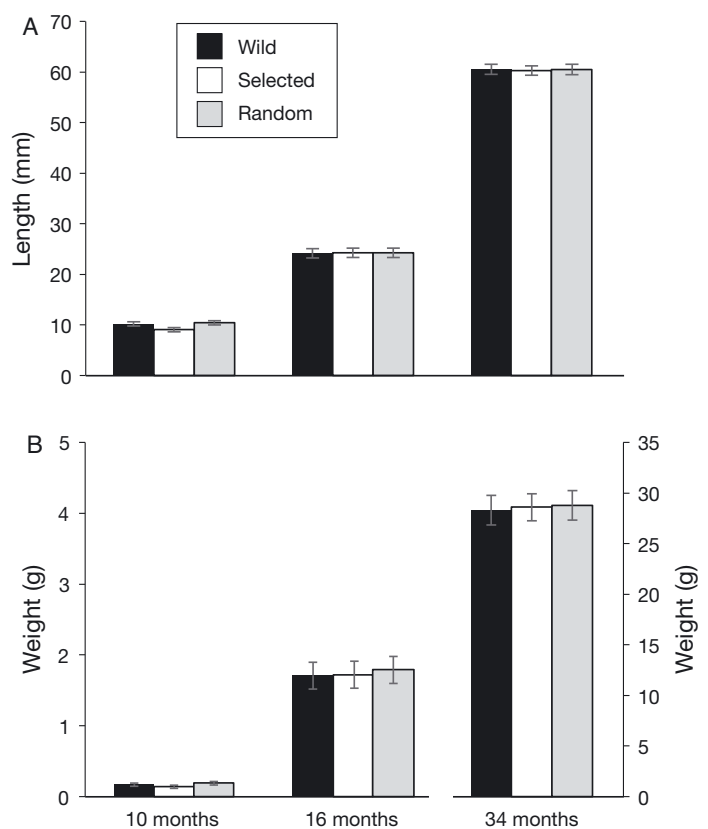 A
70
60
50
40
30
20
10
0
Length (mm)
Wild
Selected
Random
B
5
4
3
2
1
0
Weight (g)
35
30
25
20
15
10
5
0
Weight (g)
10 months
16 months
34 months